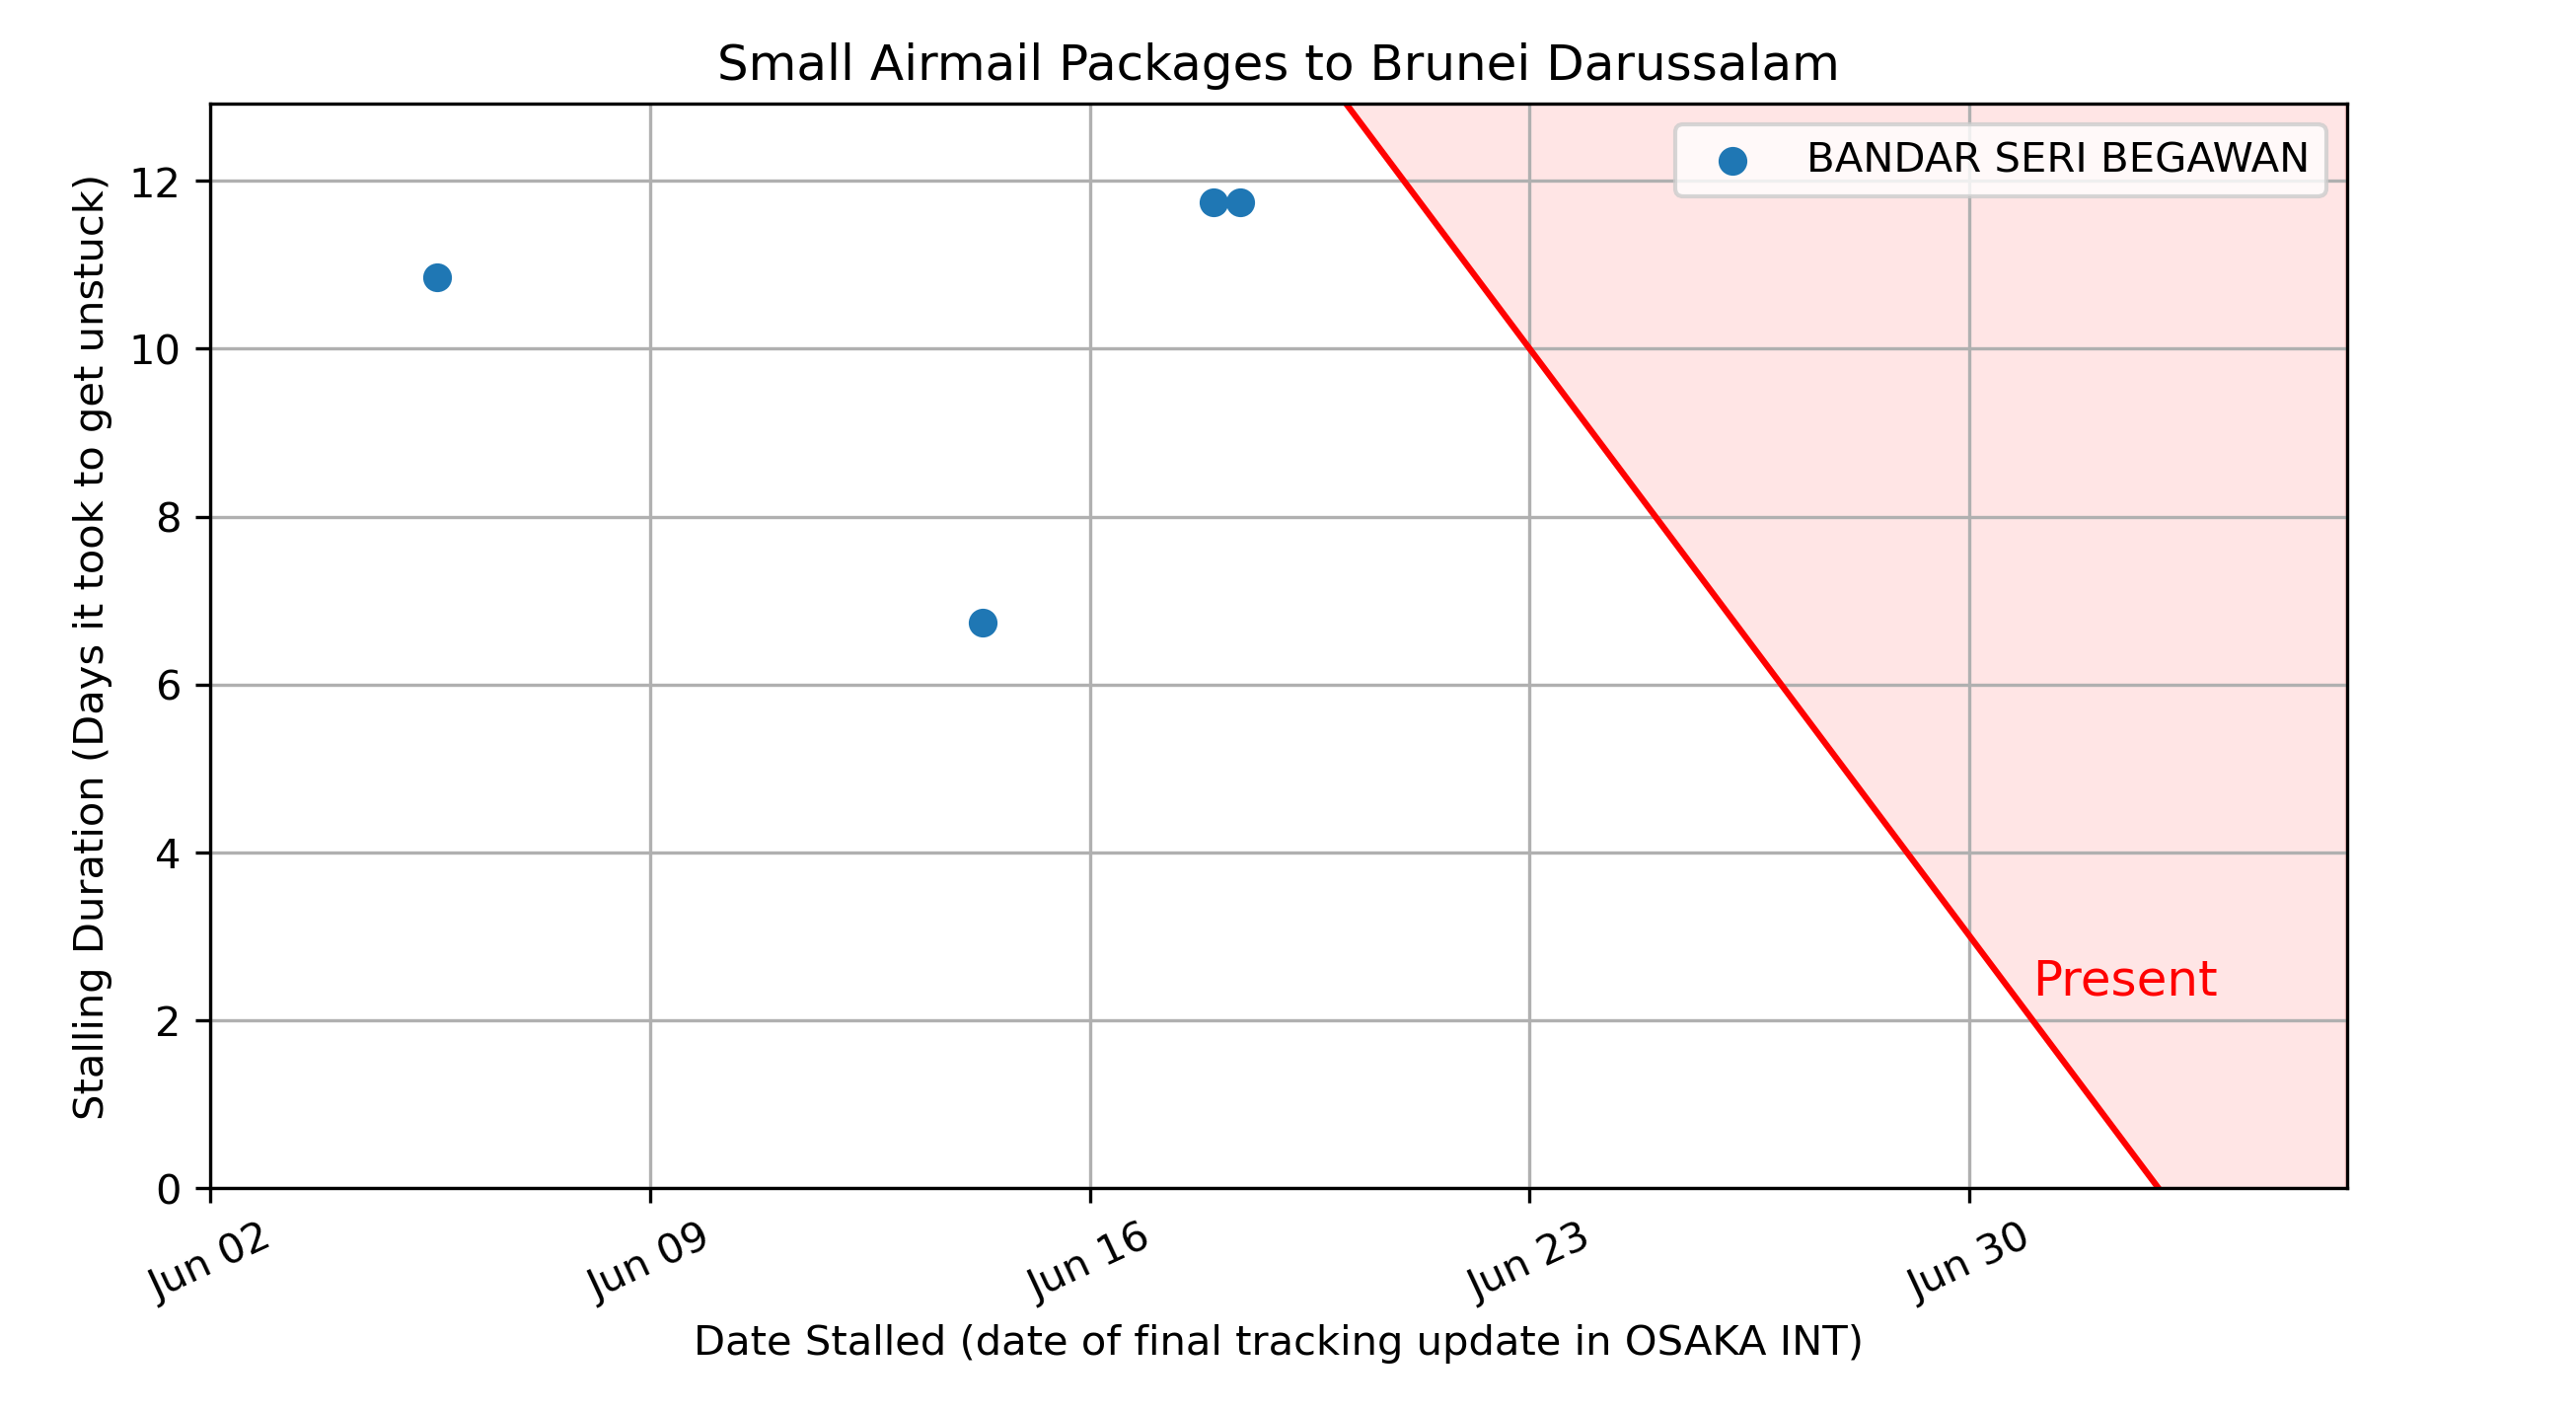 Small Airmail Packages to Brunei Darussalam
BANDAR SERI BEGAWAN
Stalling Duration (Days it took to get unstuck)
12
10
8
6
4
2
0
Present
Jun 02
Jun 09
Jun 16
Jun 23
Jun 30
Date Stalled (date of final tracking update in OSAKA INT)